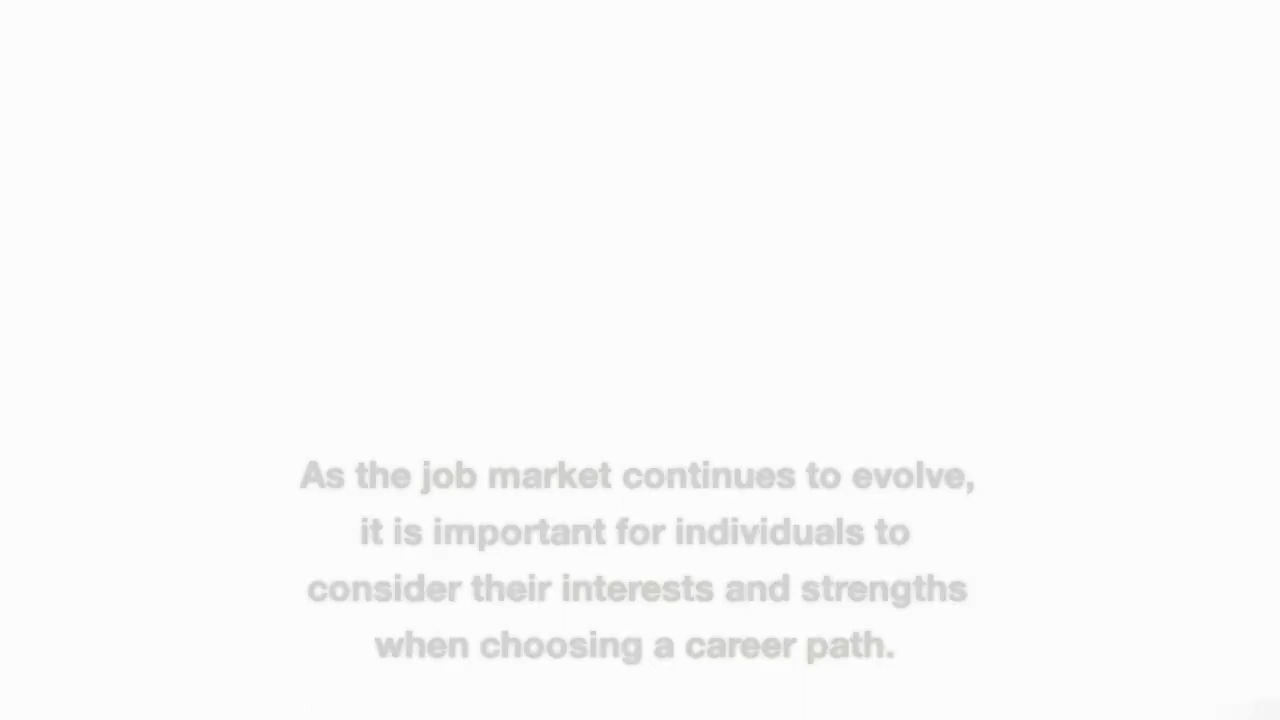 As the job market continues to evolve,
it is important for individuals to
consider their interests and strengths
when choosing a career path.